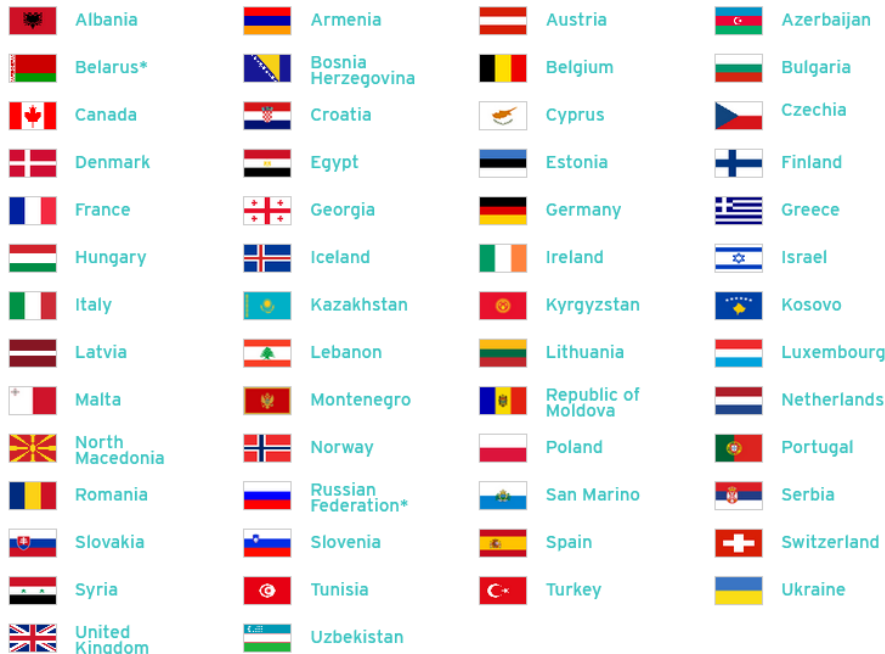 Albania
Armenia
Austria
Azerbaijan
Belarus*
Bosnia
Herzegovina
Belgium
Bulgaria
Canada
Croatia
Cyprus
Czechia
Denmark
Egypt
Estonia
Finland
France
Georgia
Germany
Greece
Hungary
Iceland
Ireland
Israel
Italy
Kazakhstan
Kyrgyzstan
Kosovo
Latvia
Lebanon
Lithuania
Luxembourg
Malta
Montenegro
Republic of
Moldova
Netherlands
North
Macedonia
Norway
Poland
Portugal
Romania
Russian
Federation*
San Marino
Serbia
Slovakia
Slovenia
Spain
Switzerland
Syria
Tunisia
Turkey
Ukraine
United
Kingdom
Uzbekistan